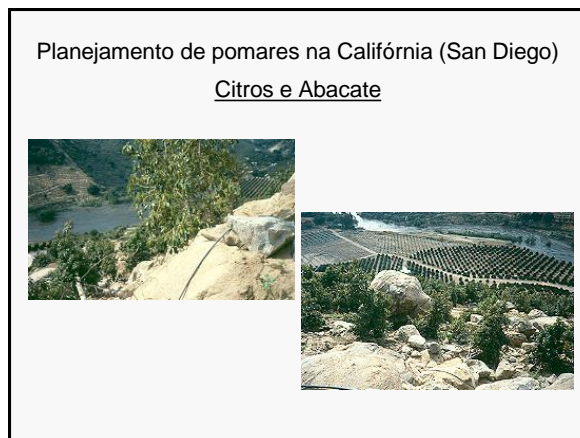 Planejamento de pomares na Califórnia (San Diego)
Citros e Abacate